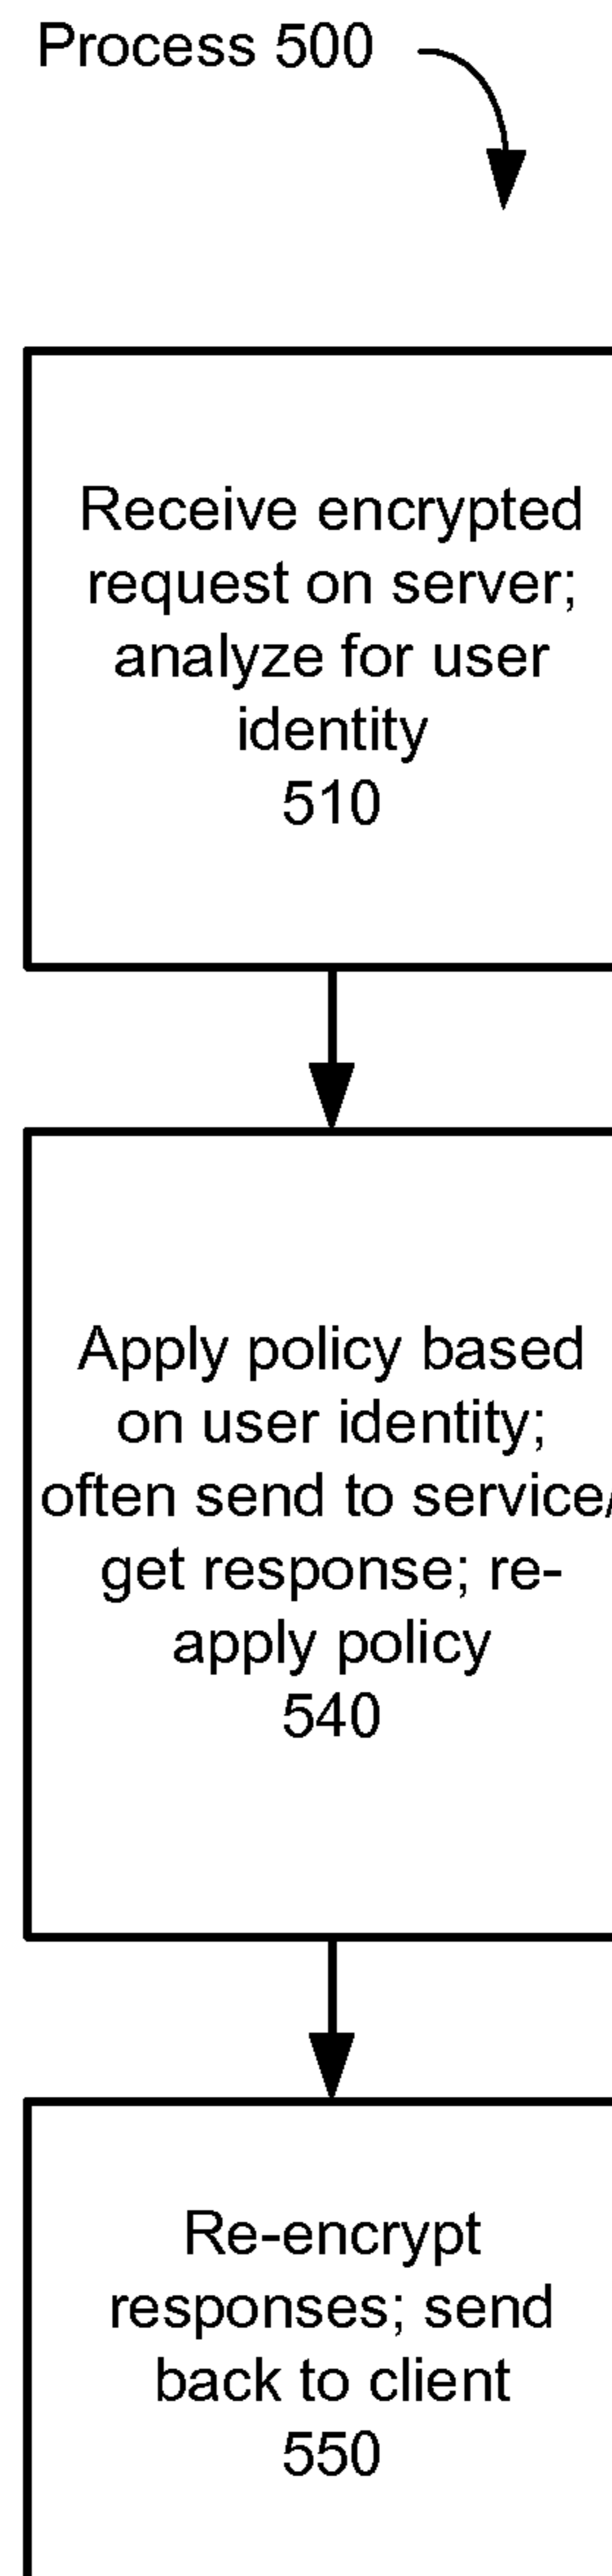 Process 500
Receive encrypted
request on server;
analyze for user
identity
510
Apply policy based
on user identity;
often send to service/
get response; re-
apply policy
540
Re-encrypt
responses; send
back to client
550